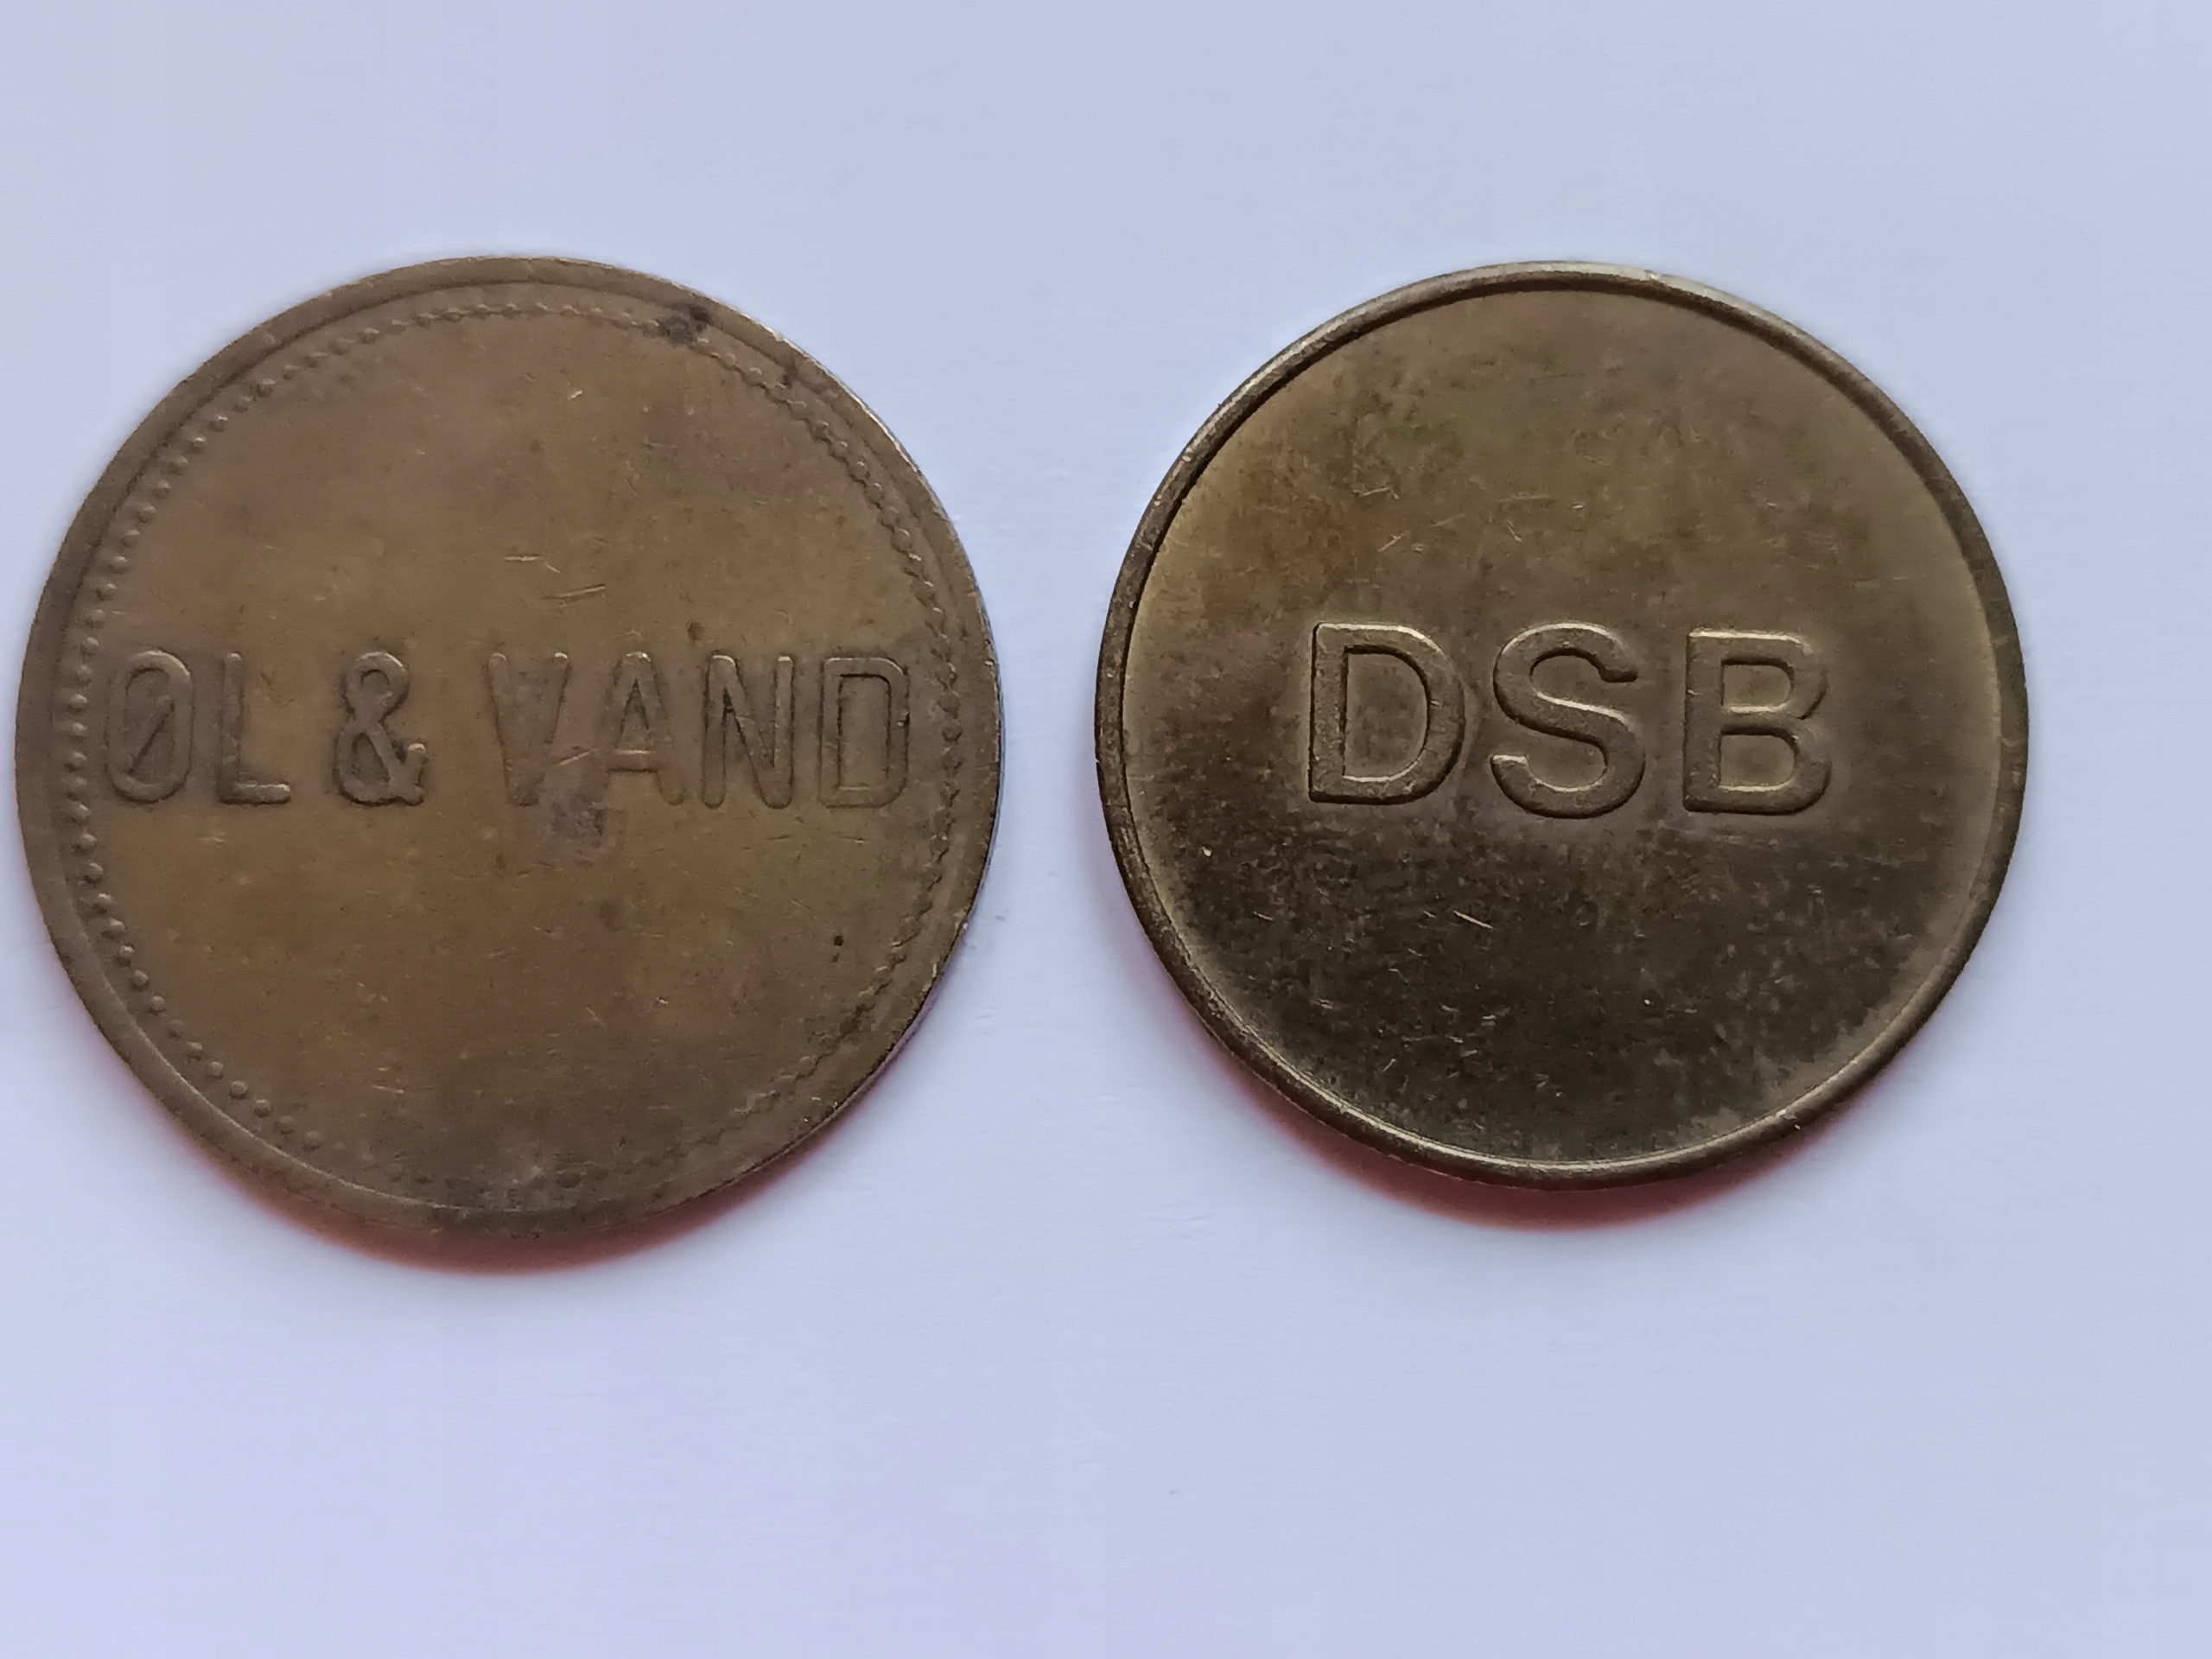 ØL & VAND
DSB